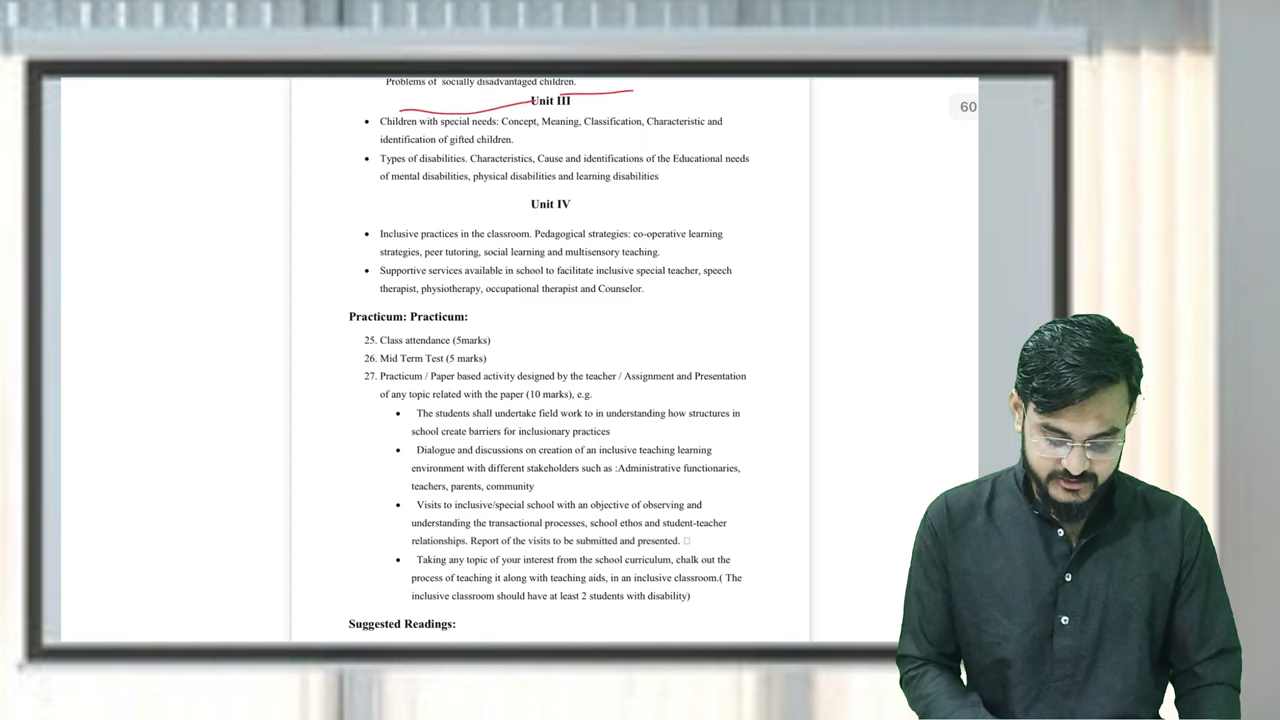 Problems of socially disadvantaged children.
Unit III
60
• Children with special needs: Concept, Meaning, Classification, Characteristic and
identification of gifted children.
• Types of disabilities. Characteristics, Cause and identifications of the Educational needs
of mental disabilities, physical disabilities and learning disabilities
Unit IV
• Inclusive practices in the classroom. Pedagogical strategies: co-operative learning
strategies, peer tutoring, social learning and multisensory teaching.
• Supportive services available in school to facilitate inclusive special teacher, speech
therapist, physiotherapy, occupational therapist and Counselor.
Practicum: Practicum:
25. Class attendance (5marks)
26. Mid Term Test (5 marks)
27. Practicum / Paper based activity designed by the teacher / Assignment and Presentation
of any topic related with the paper (10 marks), e.g.
• The students shall undertake field work to in understanding how structures in
school create barriers for inclusionary practices
• Dialogue and discussions on creation of an inclusive teaching learning
environment with different stakeholders such as :Administrative functionaries,
teachers, parents, community
• Visits to inclusive/special school with an objective of observing and
understanding the transactional processes, school ethos and student-teacher
relationships. Report of the visits to be submitted and presented. □
• Taking any topic of your interest from the school curriculum, chalk out the
process of teaching it along with teaching aids, in an inclusive classroom.( The
inclusive classroom should have at least 2 students with disability)
Suggested Readings: